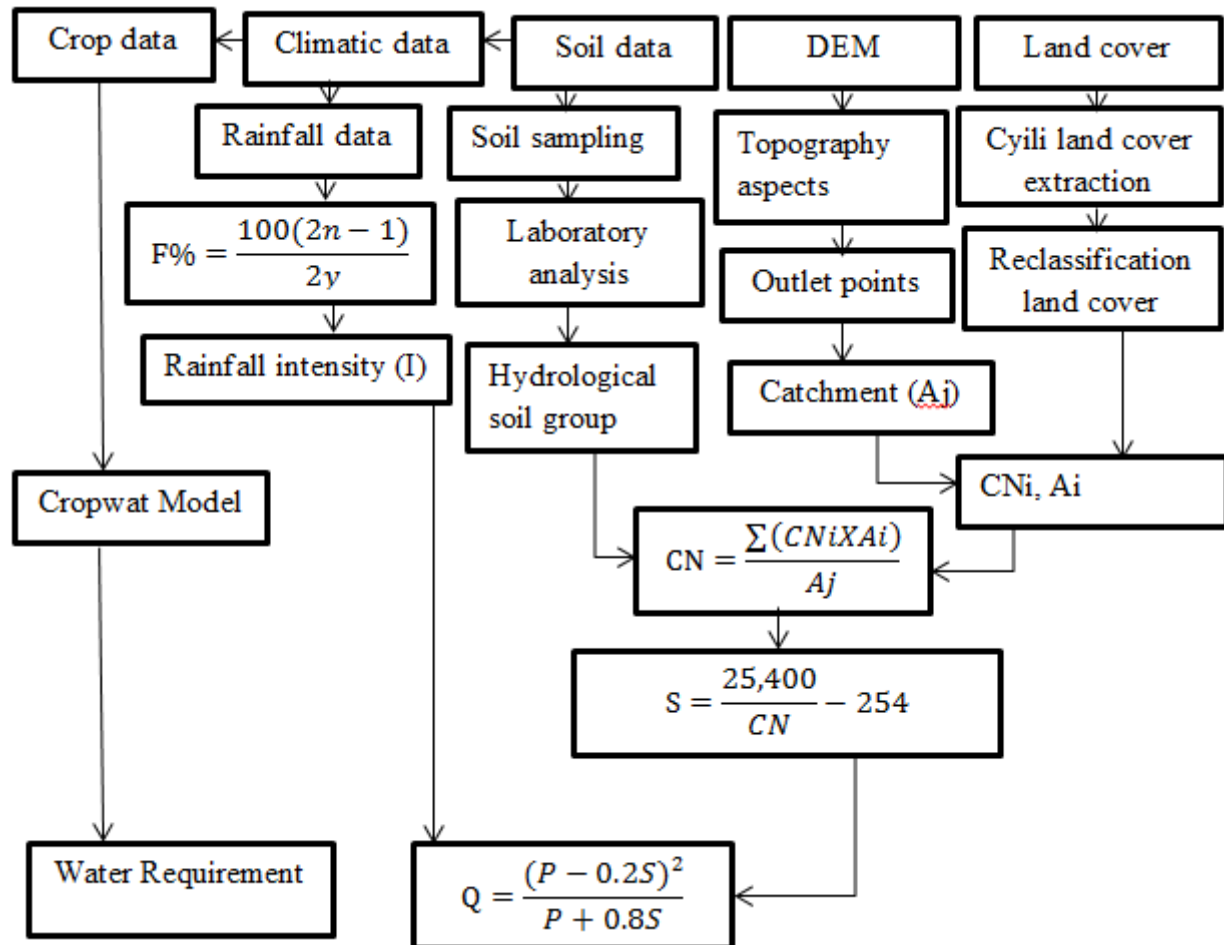 Crop data
Climatic data
Soil data
DEM
Land cover
Rainfall data
Soil sampling
Topography
aspects
Cyili land cover
extraction
F% = 100(2n − 1) / 2y
Laboratory
analysis
Outlet points
Reclassification
land cover
Rainfall intensity (I)
Hydrological
soil group
Catchment (Aj)
Cropwat Model
CNi, Ai
CN = ∑(CNiXAi) / Aj
S = 25,400 / CN − 254
Water Requirement
Q = (P − 0.2S)² / P + 0.8S